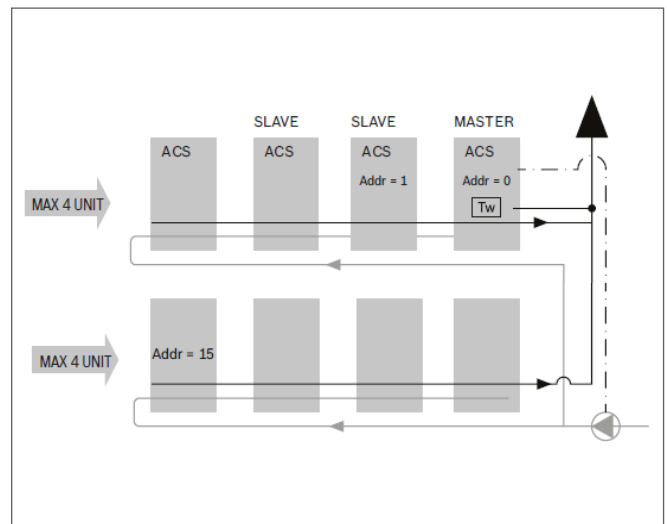 SLAVE SLAVE MASTER
ACS ACS ACS ACS
Addr = 1 Addr = 0
MAX 4 UNIT Tw
Addr = 15
MAX 4 UNIT